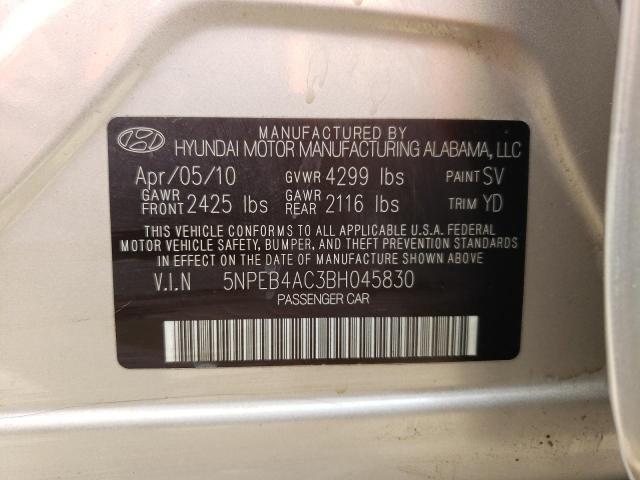 MANUFACTURED BY
HYUNDAI MOTOR MANUFACTURING ALABAMA, LLC
Apr/05/10 GVWR 4299 lbs PAINT SV
GAWR FRONT 2425 lbs GAWR REAR 2116 lbs TRIM YD
THIS VEHICLE CONFORMS TO ALL APPLICABLE U.S.A. FEDERAL
MOTOR VEHICLE SAFETY, BUMPER, AND THEFT PREVENTION STANDARDS
IN EFFECT ON THE DATE OF MANUFACTURE SHOWN ABOVE
V.I.N 5NPEB4AC3BH045830
PASSENGER CAR